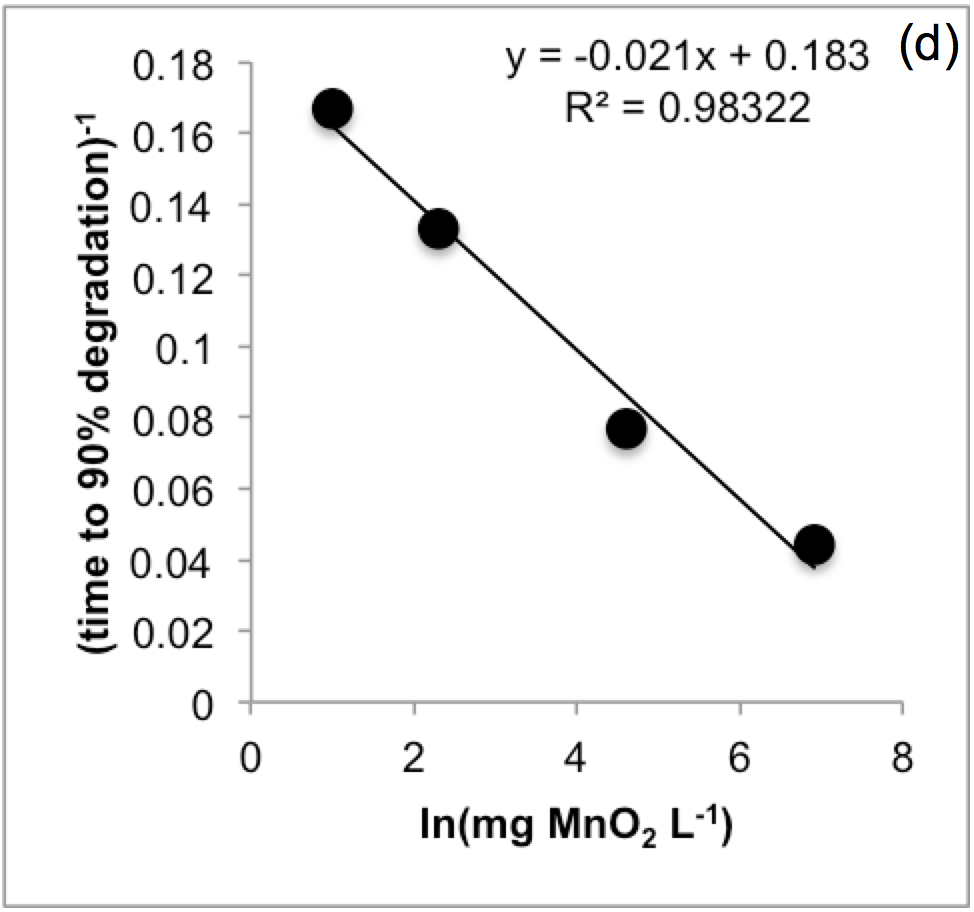 (d)
y = -0.021x + 0.183
R² = 0.98322
(time to 90% degradation)⁻¹
0.18
0.16
0.14
0.12
0.1
0.08
0.06
0.04
0.02
0
0 2 4 6 8
ln(mg MnO₂ L⁻¹)